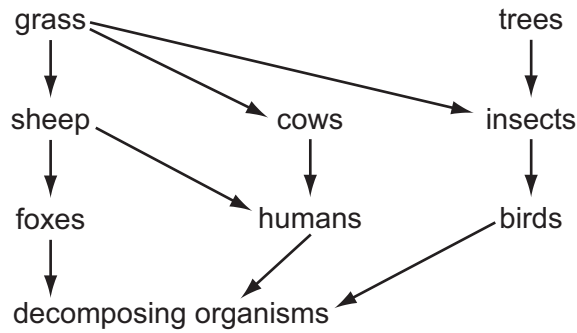 grass trees
sheep cows insects
foxes humans birds
decomposing organisms